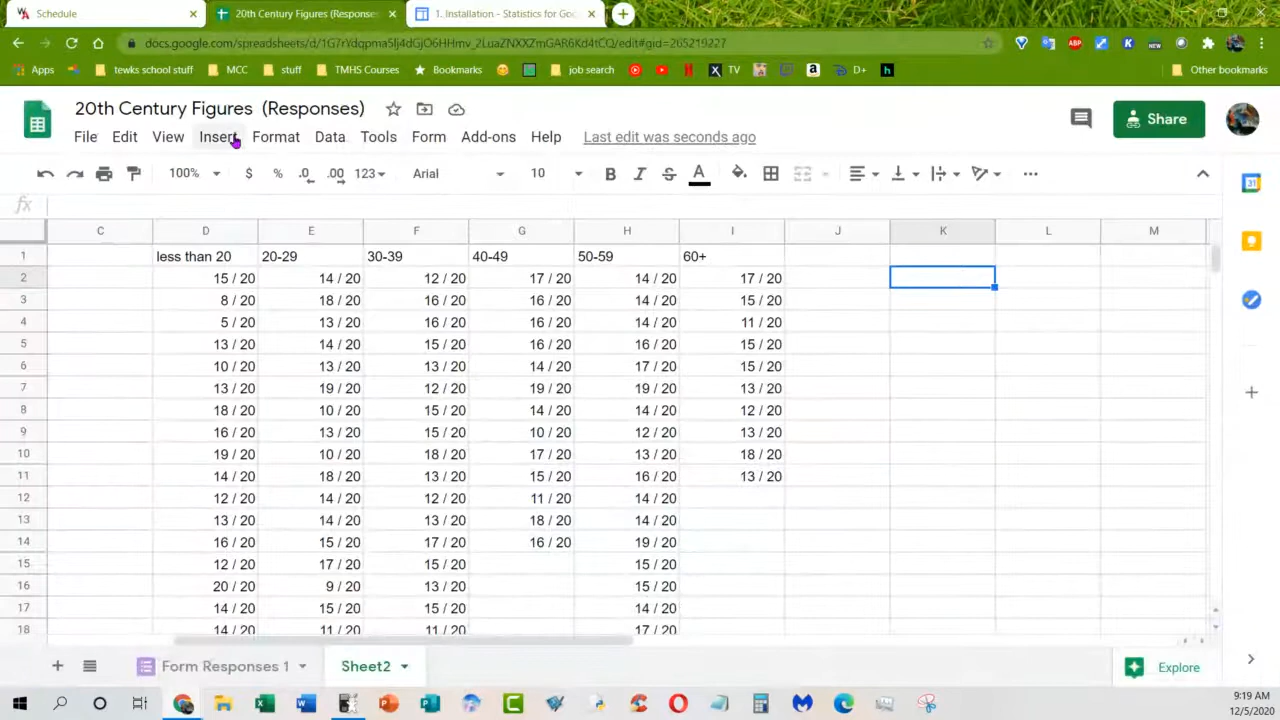 Schedule
20th Century Figures (Response
1. Installation - Statistics for Goo
docs.google.com/spreadsheets/d/1G7rYdqpma5lj4dGjO6HHmv_2LuaZNXXZmGAR6Kd4tCQ/edit#gid=265219227
Apps tewks school stuff MCC stuff TMHS Courses Bookmarks job search TV D+ Other bookmarks
20th Century Figures (Responses)
File Edit View Insert Format Data Tools Form Add-ons Help Last edit was seconds ago
Share
100% $ % .0 .00 123 Arial 10 B I S A
fx
C D E F G H I J K L M
1 less than 20 20-29 30-39 40-49 50-59 60+
2 15 / 20 14 / 20 12 / 20 17 / 20 14 / 20 17 / 20
3 8 / 20 18 / 20 16 / 20 16 / 20 14 / 20 15 / 20
4 5 / 20 13 / 20 16 / 20 16 / 20 14 / 20 11 / 20
5 13 / 20 14 / 20 15 / 20 16 / 20 16 / 20 15 / 20
6 10 / 20 13 / 20 13 / 20 14 / 20 17 / 20 15 / 20
7 13 / 20 19 / 20 12 / 20 19 / 20 19 / 20 13 / 20
8 18 / 20 10 / 20 15 / 20 14 / 20 14 / 20 12 / 20
9 16 / 20 13 / 20 15 / 20 10 / 20 12 / 20 13 / 20
10 19 / 20 10 / 20 18 / 20 17 / 20 13 / 20 18 / 20
11 14 / 20 18 / 20 13 / 20 15 / 20 16 / 20 13 / 20
12 12 / 20 14 / 20 12 / 20 11 / 20 14 / 20
13 13 / 20 14 / 20 13 / 20 18 / 20 14 / 20
14 16 / 20 15 / 20 17 / 20 16 / 20 19 / 20
15 12 / 20 17 / 20 15 / 20 15 / 20
16 20 / 20 9 / 20 13 / 20 15 / 20
17 14 / 20 15 / 20 15 / 20 14 / 20
18 14 / 20 11 / 20 11 / 20 17 / 20
Form Responses 1 Sheet2 Explore
9:19 AM
12/5/2020